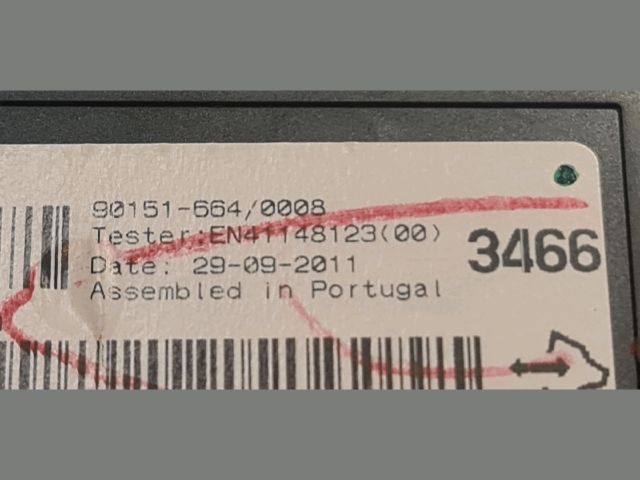 90151-664/0008
Tester:EN41148123(00)
3466
Date: 29-09-2011
Assembled in Portugal